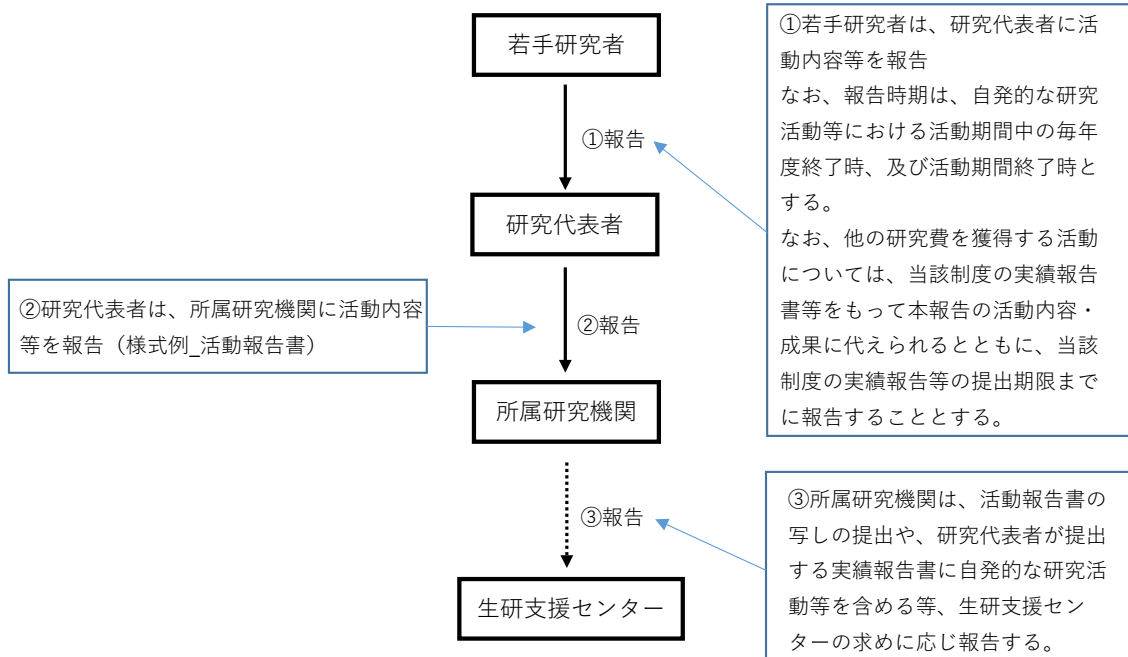 若手研究者
①若手研究者は、研究代表者に活
動内容等を報告
なお、報告時期は、自発的な研究
活動等における活動期間中の毎年
度終了時、及び活動期間終了時と
する。
なお、他の研究費を獲得する活動
については、当該制度の実績報告
書等をもって本報告の活動内容・
成果に代えられるとともに、当該
制度の実績報告等の提出期限まで
に報告することとする。
①報告
研究代表者
②研究代表者は、所属研究機関に活動内容
等を報告（様式例_活動報告書）
②報告
所属研究機関
③報告
③所属研究機関は、活動報告書の
写しの提出や、研究代表者が提出
する実績報告書に自発的な研究活
動等を含める等、生研支援セン
ターの求めに応じ報告する。
生研支援センター